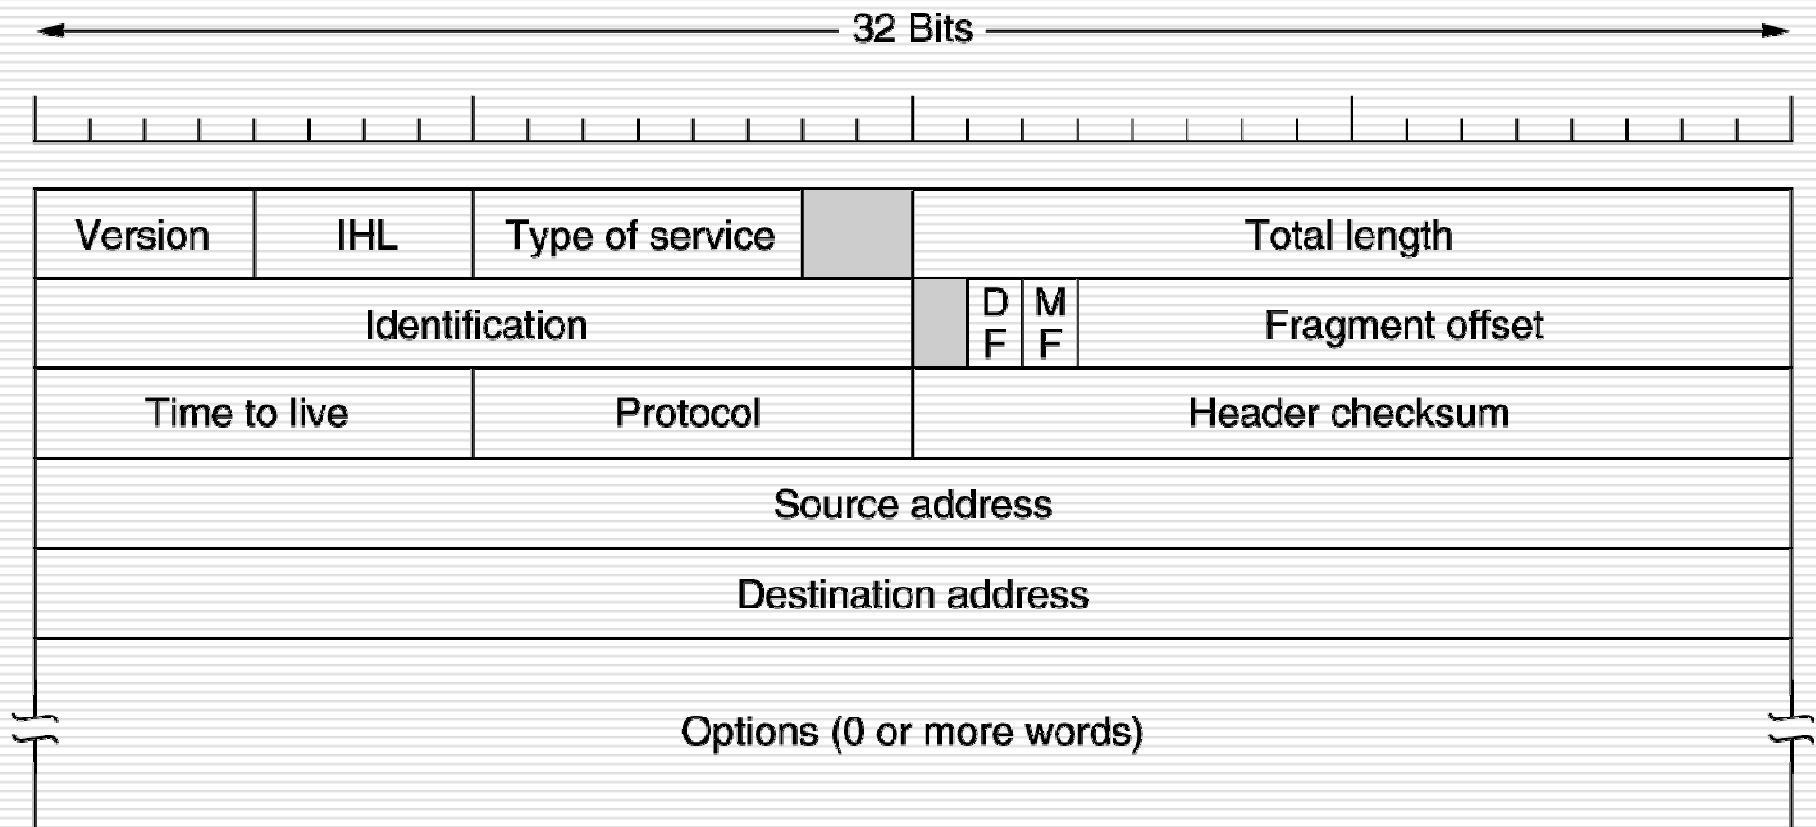 32 Bits
Version IHL Type of service Total length
Identification D F M F Fragment offset
Time to live Protocol Header checksum
Source address
Destination address
Options (0 or more words)